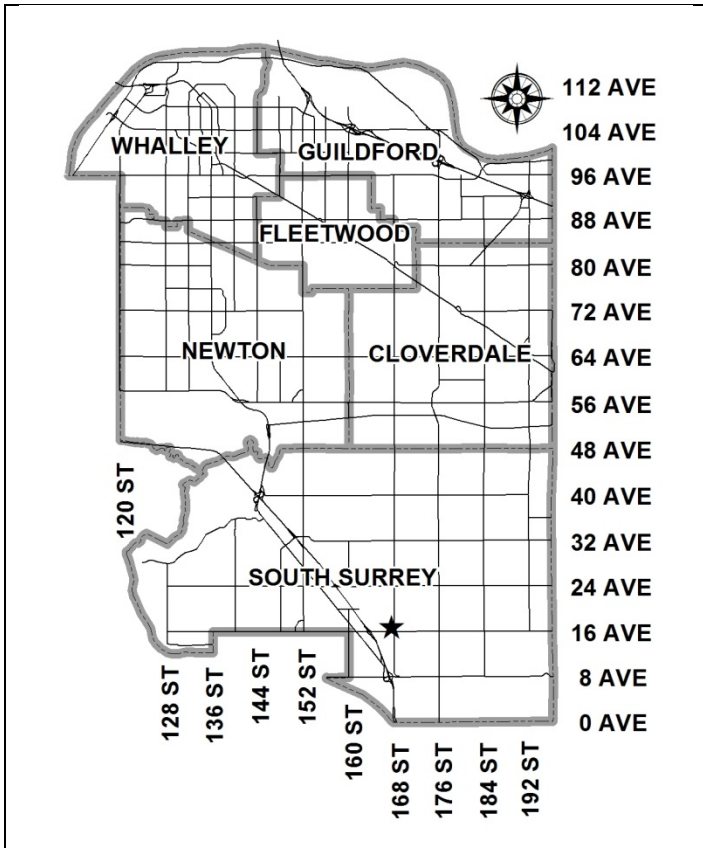 112 AVE
104 AVE
WHALLEY
GUILDFORD
96 AVE
88 AVE
FLEETWOOD
80 AVE
72 AVE
NEWTON
CLOVERDALE
64 AVE
56 AVE
48 AVE
120 ST
40 AVE
32 AVE
SOUTH SURREY
24 AVE
16 AVE
8 AVE
0 AVE
128 ST
136 ST
144 ST
152 ST
160 ST
168 ST
176 ST
184 ST
192 ST